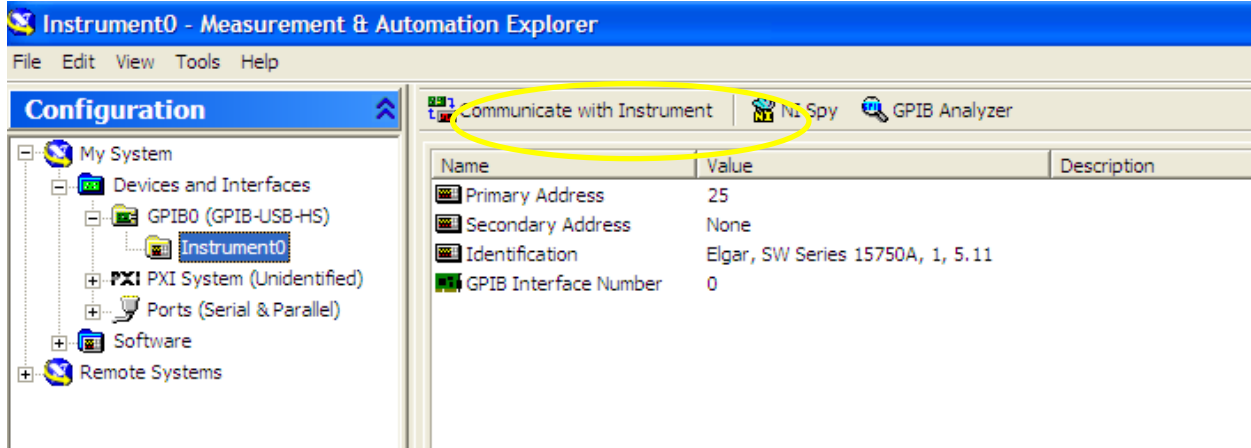 Instrument0 - Measurement & Automation Explorer
File Edit View Tools Help
Configuration
Communicate with Instrument NI Spy GPIB Analyzer
My System
Devices and Interfaces
GPIB0 (GPIB-USB-HS)
Instrument0
PXI PXI System (Unidentified)
Ports (Serial & Parallel)
Software
Remote Systems
Name Value Description
Primary Address 25
Secondary Address None
Identification Elgar, SW Series 15750A, 1, 5.11
GPIB Interface Number 0